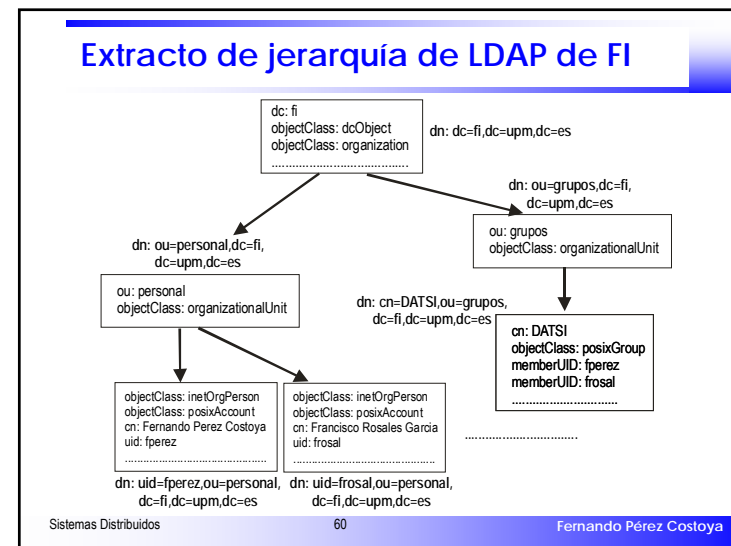 Extracto de jerarquía de LDAP de FI
dc: fi
objectClass: dcObject
objectClass: organization
.......................................
dn: dc=fi,dc=upm,dc=es
dn: ou=grupos,dc=fi,
dc=upm,dc=es
ou: grupos
objectClass: organizationalUnit
dn: ou=personal,dc=fi,
dc=upm,dc=es
ou: personal
objectClass: organizationalUnit
dn: cn=DATSI,ou=grupos,
dc=fi,dc=upm,dc=es
cn: DATSI
objectClass: posixGroup
memberUID: fperez
memberUID: frosal
..............................
objectClass: inetOrgPerson
objectClass: posixAccount
cn: Fernando Perez Costoya
uid: fperez
.............................................
objectClass: inetOrgPerson
objectClass: posixAccount
cn: Francisco Rosales Garcia
uid: frosal
.............................................
................................
dn: uid=fperez,ou=personal,
dc=fi,dc=upm,dc=es
dn: uid=frosal,ou=personal,
dc=fi,dc=upm,dc=es
Sistemas Distribuidos
60
Fernando Pérez Costoya